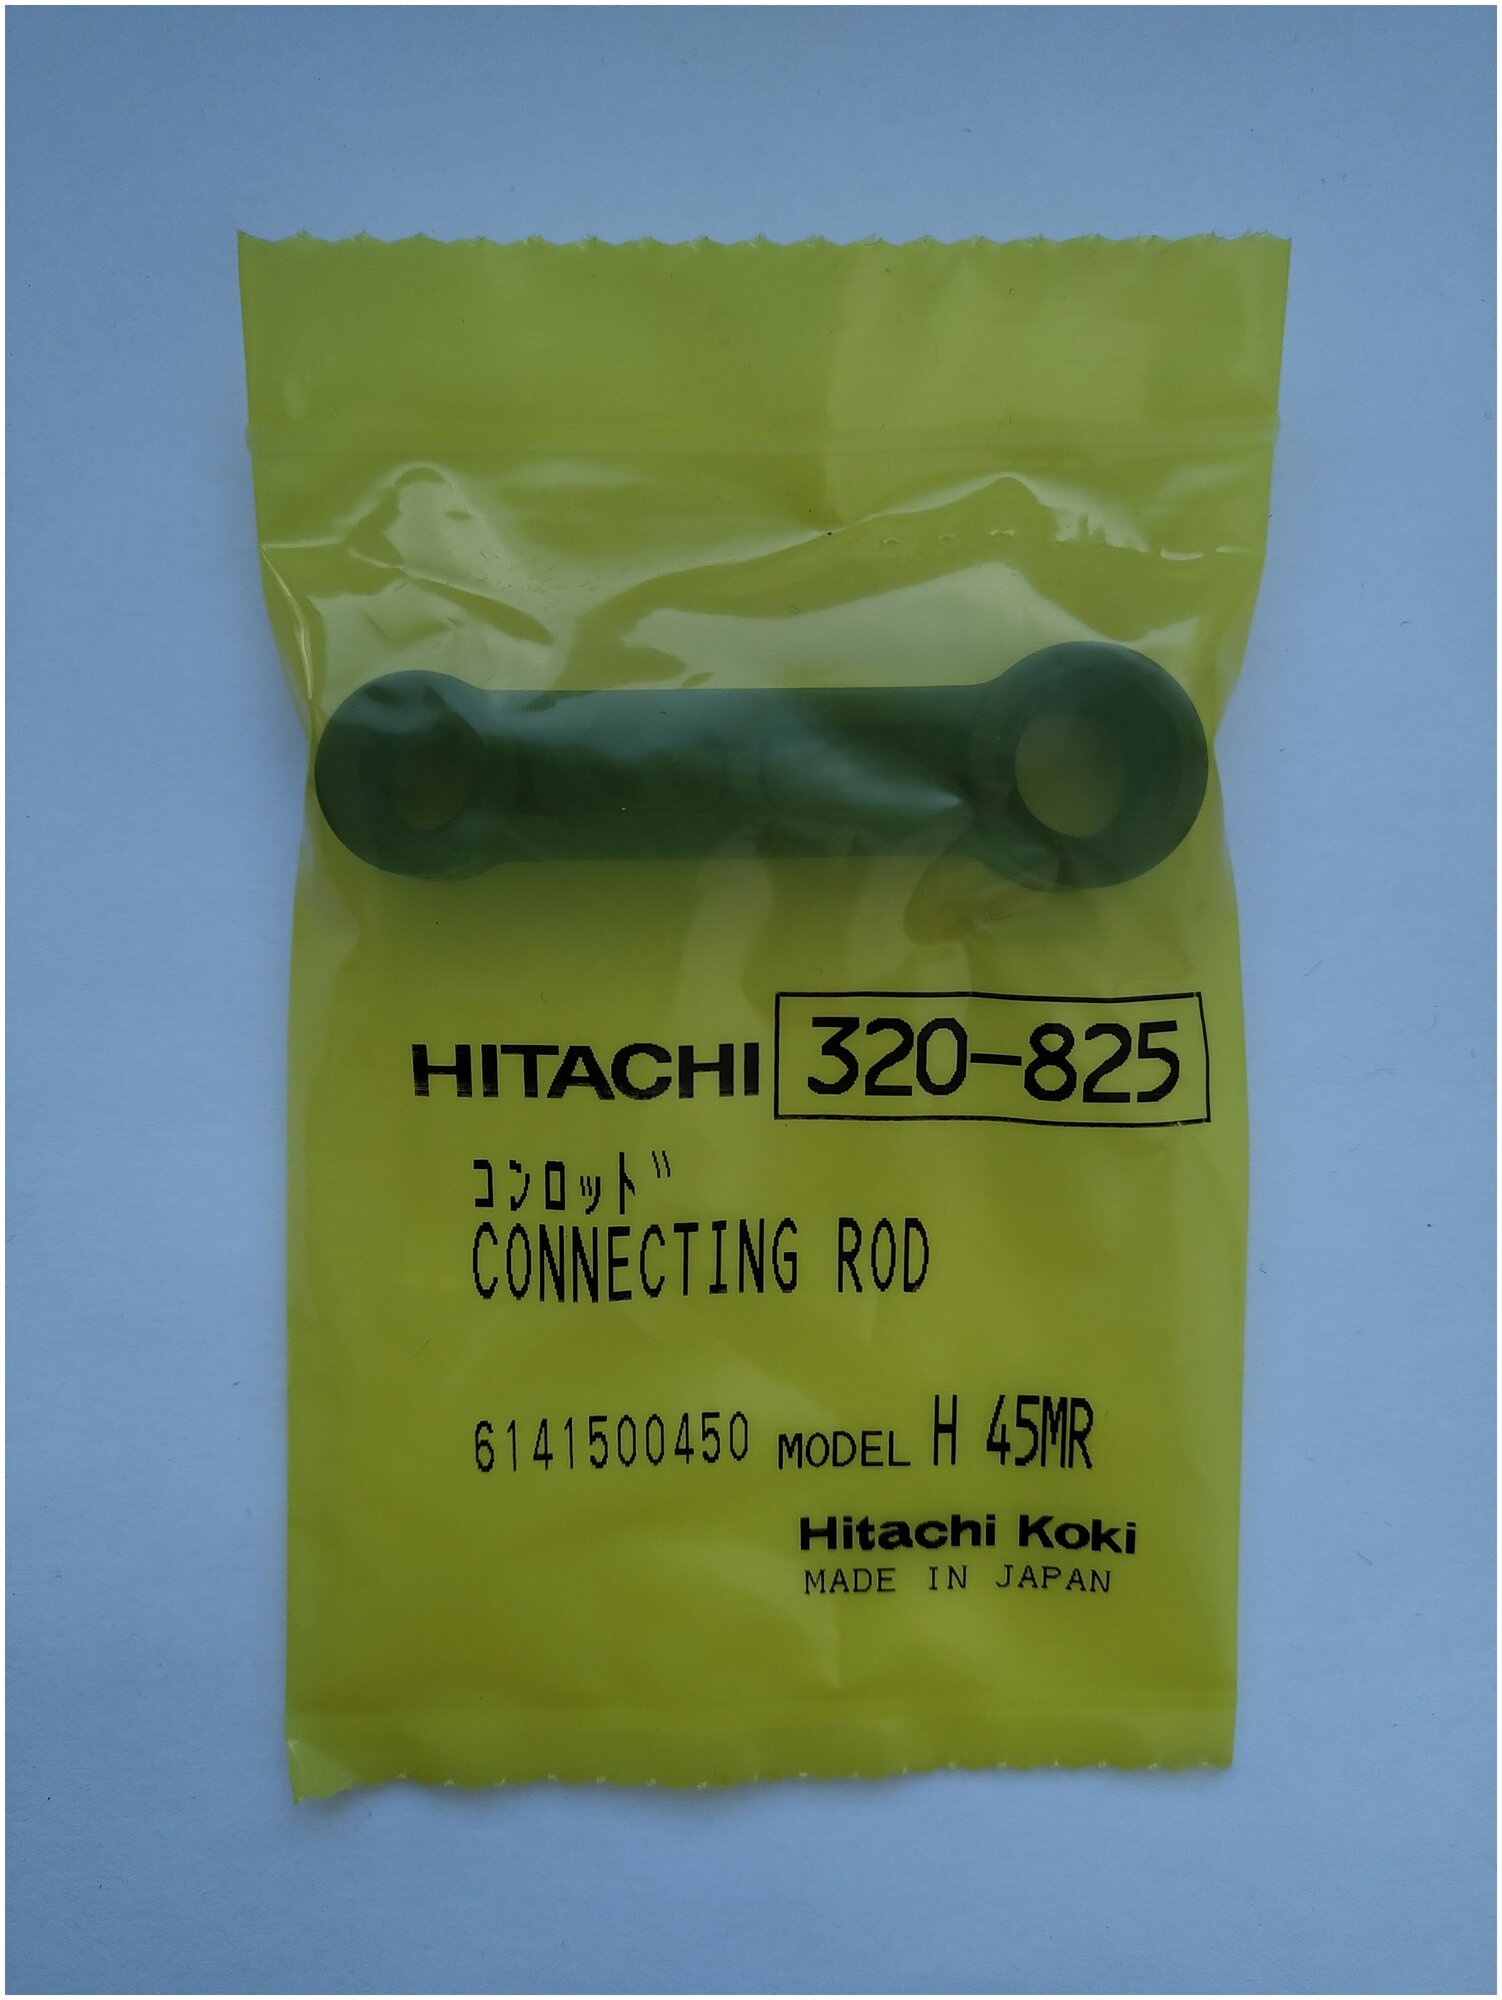 HITACHI 320-825
コンロッド
CONNECTING ROD
6141500450 MODEL H 45MR
Hitachi Koki
MADE IN JAPAN